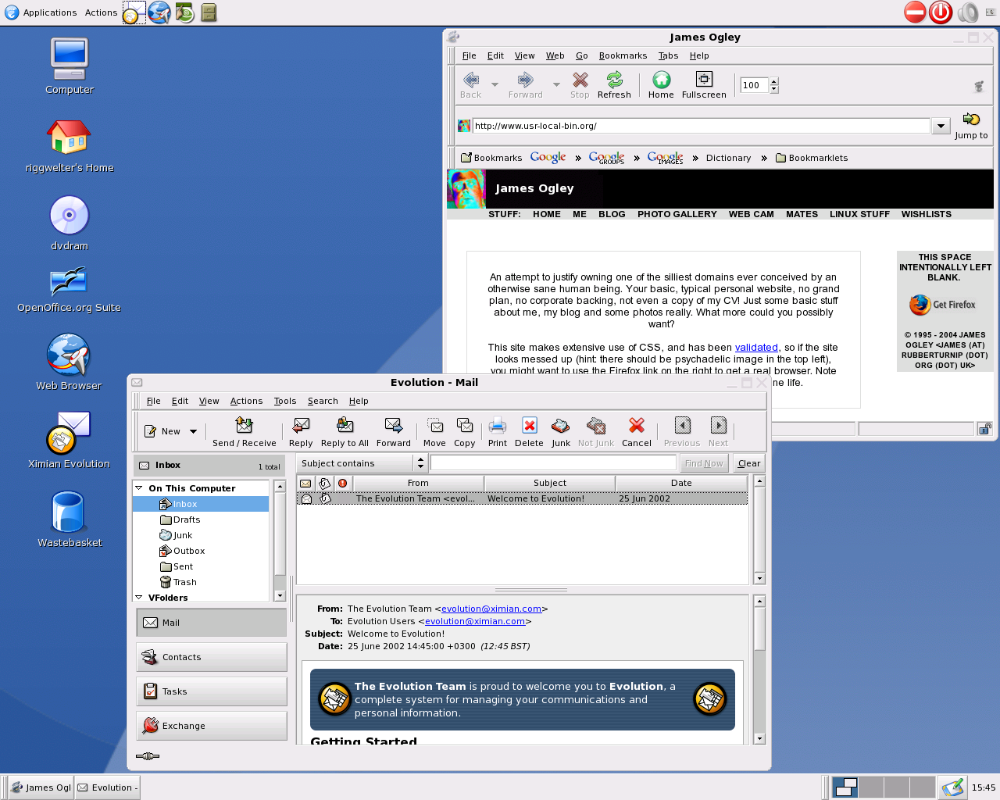 Applications Actions
Computer
riggwelter's Home
dvdram
OpenOffice.org Suite
Web Browser
Ximian Evolution
Wastebasket
James Ogley
File Edit View Web Go Bookmarks Tabs Help
Back Forward Stop Refresh Home Fullscreen 100
http://www.usr-local-bin.org/
Jump to
Bookmarks Google » Google GROUPS » Google IMAGES » Dictionary » Bookmarklets
James Ogley
STUFF: HOME ME BLOG PHOTO GALLERY WEB CAM MATES LINUX STUFF WISHLISTS
An attempt to justify owning one of the silliest domains ever conceived by an
otherwise sane human being. Your basic, typical personal website, no grand
plan, no corporate backing, not even a copy of my CV! Just some basic stuff
about me, my blog and some photos really. What more could you possibly
want?
This site makes extensive use of CSS, and has been validated, so if the site
looks messed up (hint: there should be psychadelic image in the top left),
you might want to use the Firefox link on the right to get a real browser. Note
ne life.
THIS SPACE
INTENTIONALLY LEFT
BLANK.
Get Firefox
© 1995 - 2004 JAMES
OGLEY <JAMES (AT)
RUBBERTURNIP (DOT)
ORG (DOT) UK>
Evolution - Mail
File Edit View Actions Tools Search Help
New Send / Receive Reply Reply to All Forward Move Copy Print Delete Junk Not Junk Cancel Previous Next
Inbox 1 total
Subject contains Find Now Clear
On This Computer
Inbox
Drafts
Junk
Outbox
Sent
Trash
VFolders
Mail
Contacts
Tasks
Exchange
From Subject Date
The Evolution Team <evol... Welcome to Evolution! 25 Jun 2002
From: The Evolution Team <evolution@ximian.com>
To: Evolution Users <evolution@ximian.com>
Subject: Welcome to Evolution!
Date: 25 June 2002 14:45:00 +0300 (12:45 BST)
The Evolution Team is proud to welcome you to Evolution, a
complete system for managing your communications and
personal information.
Getting Started
James Ogl Evolution - 15:45